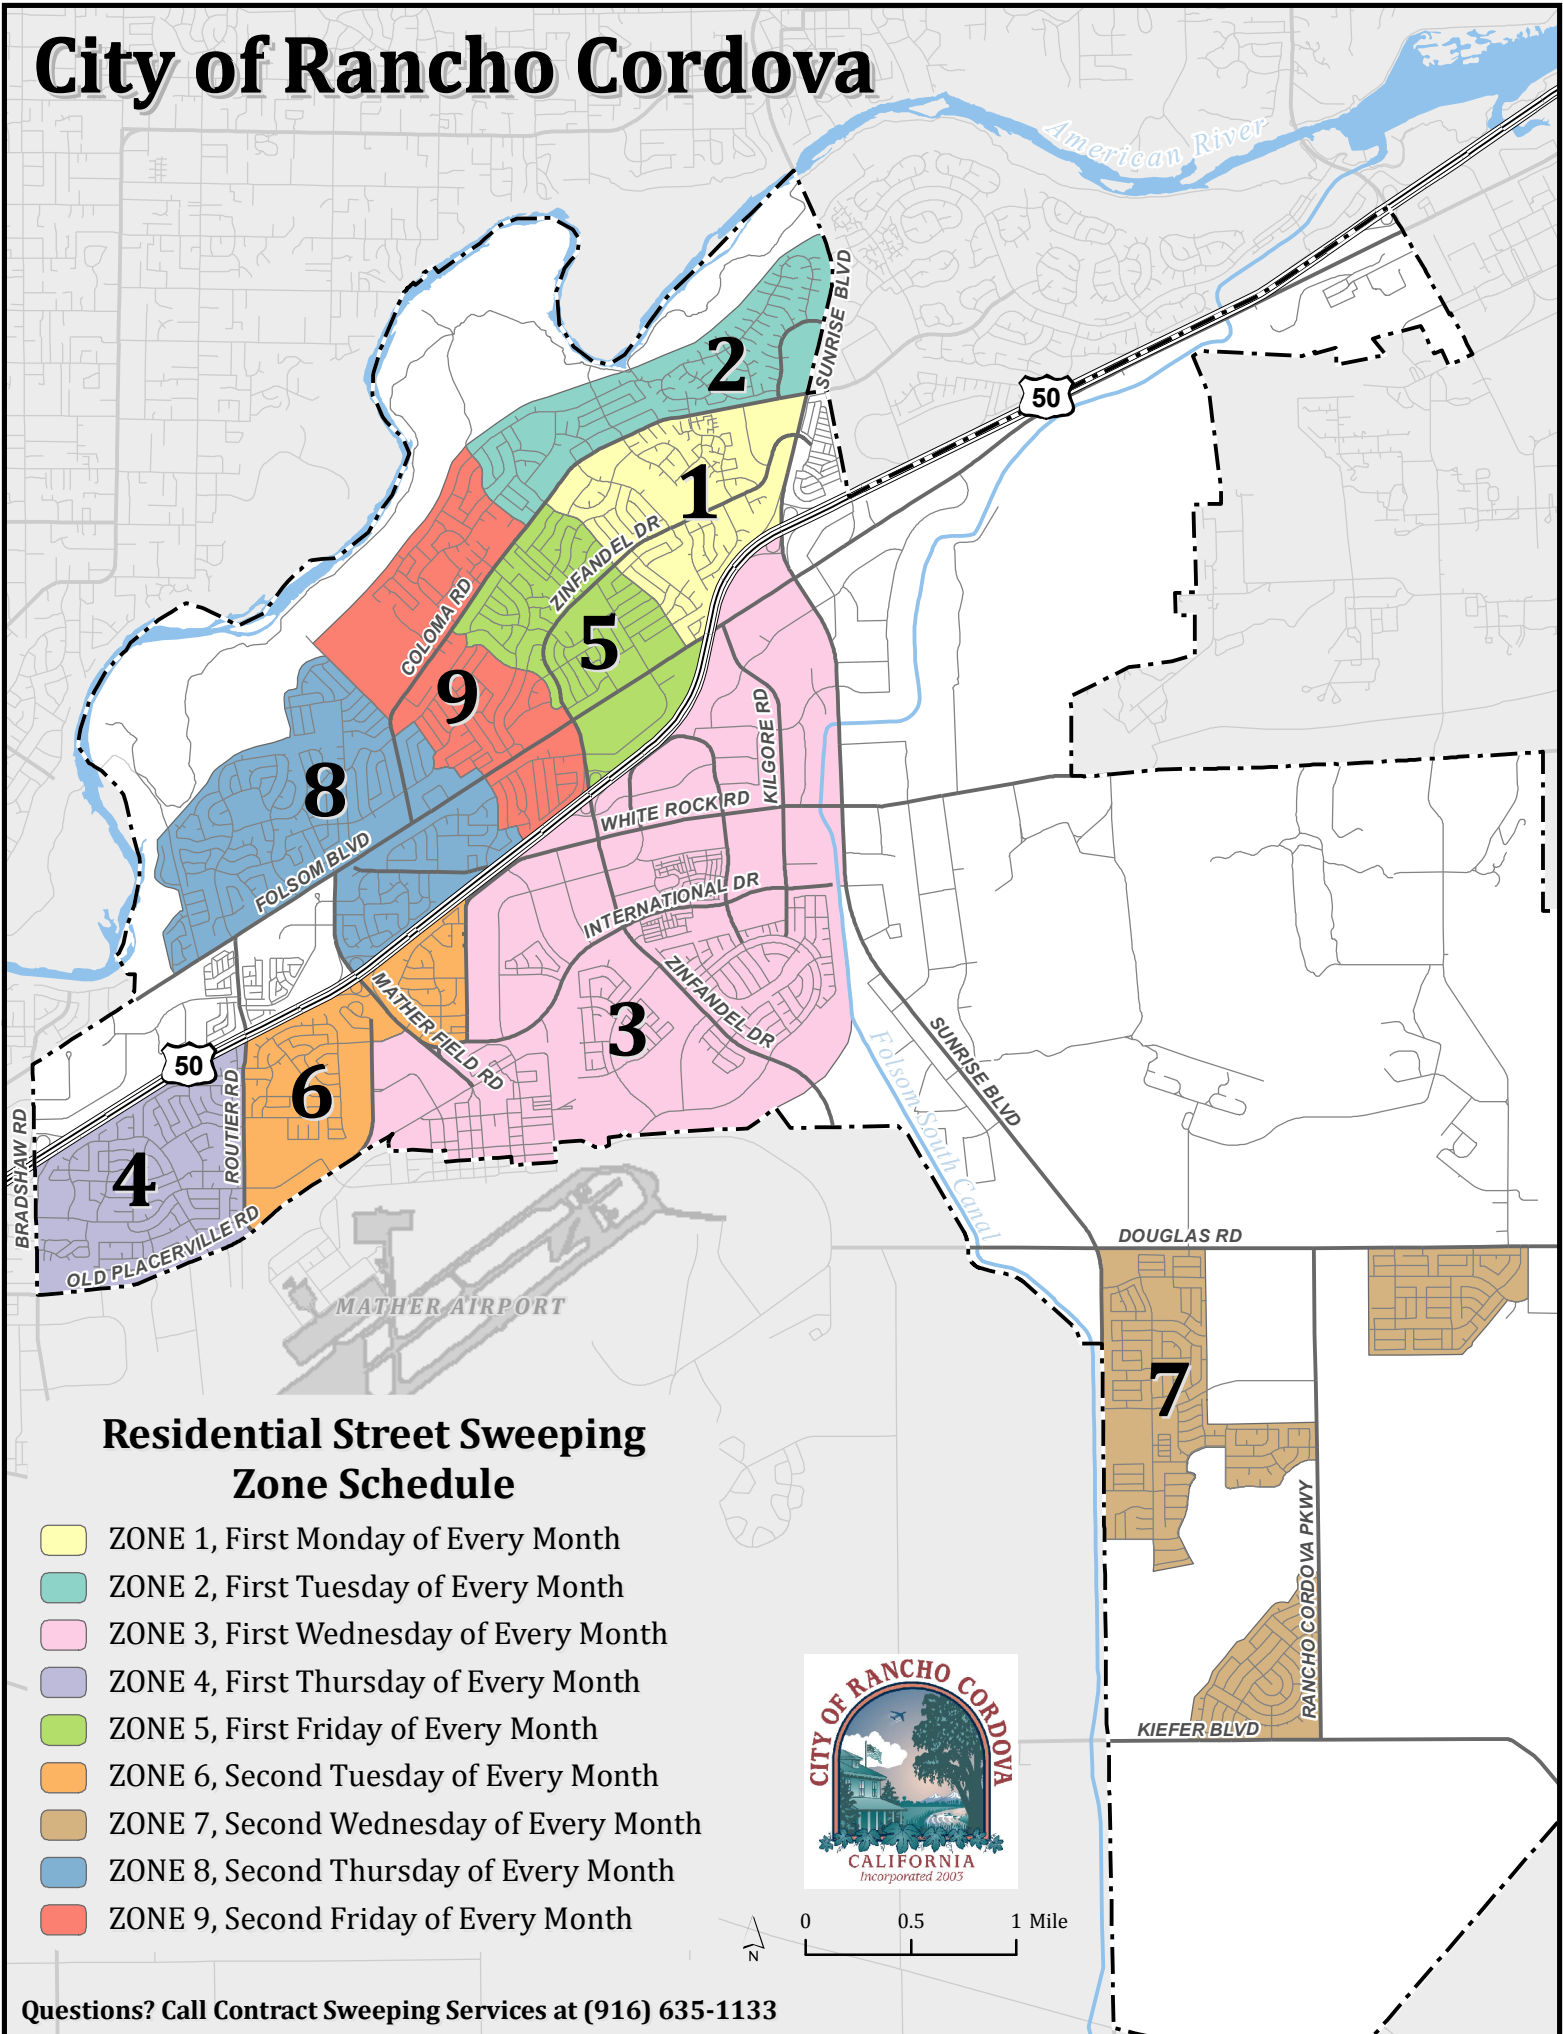 City of Rancho Cordova
American River
SUNRISE BLVD
2
50
1
ZINFANDEL DR
COLOMA RD
5
9
KILGORE RD
8
WHITE ROCK RD
FOLSOM BLVD
INTERNATIONAL DR
ZINFANDEL DR
MATHER FIELD RD
3
SUNRISE BLVD
Folsom South Canal
50
6
ROUTIER RD
BRADSHAW RD
4
OLD PLACERVILLE RD
DOUGLAS RD
MATHER AIRPORT
7
RANCHO CORDOVA PKWY
KIEFER BLVD
Residential Street Sweeping
Zone Schedule
ZONE 1, First Monday of Every Month
ZONE 2, First Tuesday of Every Month
ZONE 3, First Wednesday of Every Month
ZONE 4, First Thursday of Every Month
ZONE 5, First Friday of Every Month
ZONE 6, Second Tuesday of Every Month
ZONE 7, Second Wednesday of Every Month
ZONE 8, Second Thursday of Every Month
ZONE 9, Second Friday of Every Month
CITY OF RANCHO CORDOVA
CALIFORNIA
Incorporated 2003
N
0 0.5 1 Mile
Questions? Call Contract Sweeping Services at (916) 635-1133